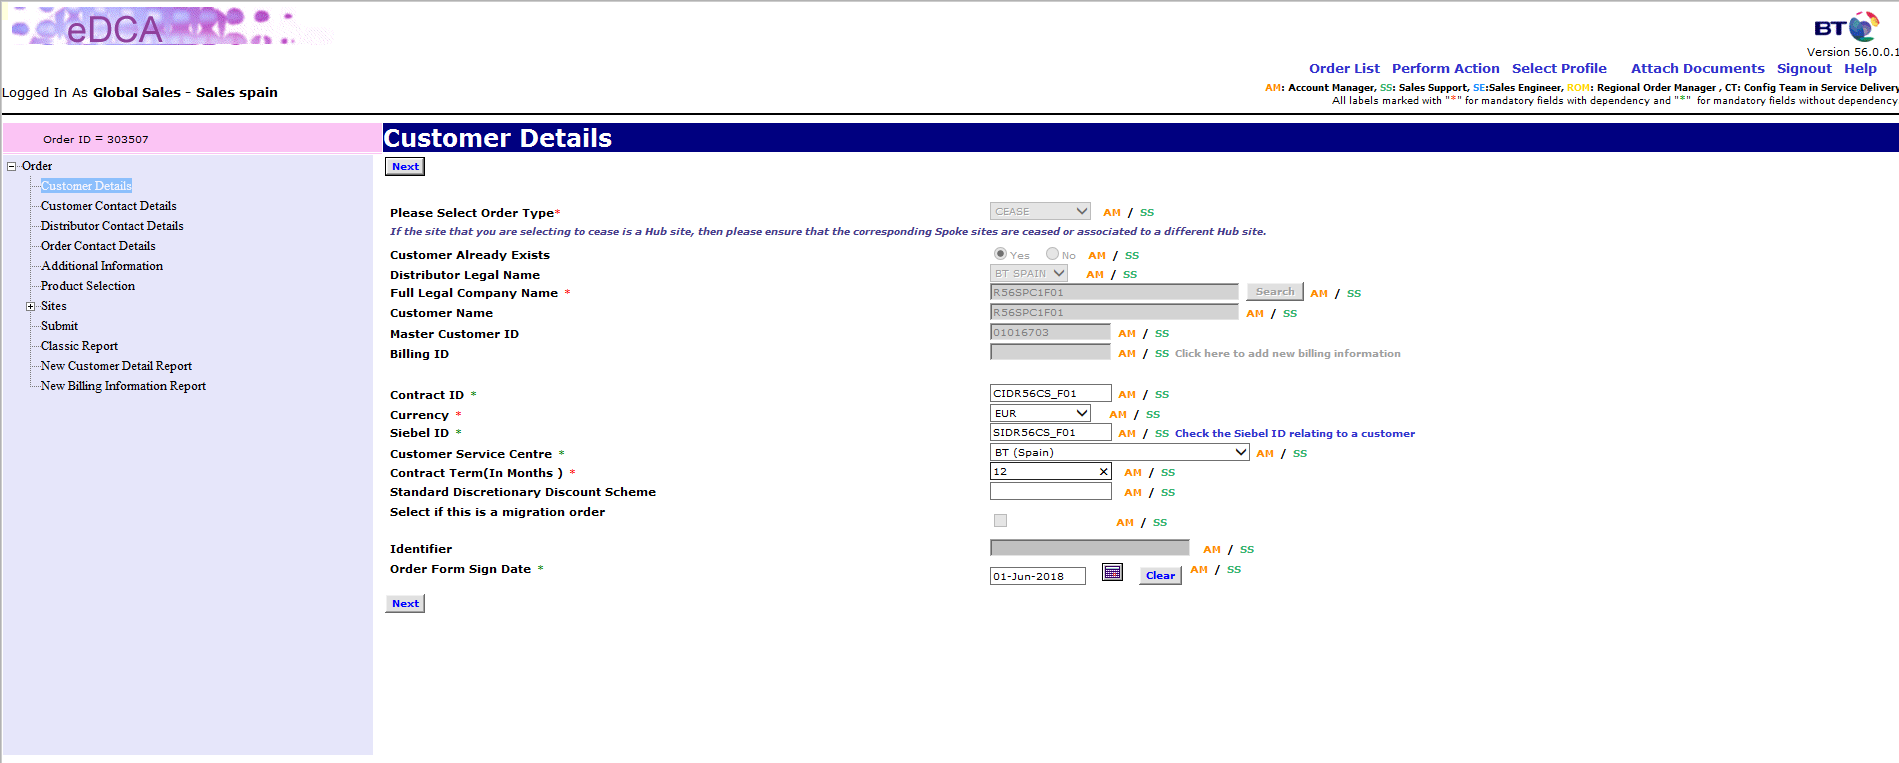 eDCA
BT
Version 56.0.0.1
Order List Perform Action Select Profile Attach Documents Signout Help
Logged In As Global Sales - Sales spain
AM: Account Manager, SS: Sales Support, SE:Sales Engineer, ROM: Regional Order Manager , CT: Config Team in Service Delivery
All labels marked with "*" for mandatory fields with dependency and "*" for mandatory fields without dependency
Order ID = 303507
Order
Customer Details
Customer Contact Details
Distributor Contact Details
Order Contact Details
Additional Information
Product Selection
Sites
Submit
Classic Report
New Customer Detail Report
New Billing Information Report
Customer Details
Next
Please Select Order Type* CEASE AM / SS
If the site that you are selecting to cease is a Hub site, then please ensure that the corresponding Spoke sites are ceased or associated to a different Hub site.
Customer Already Exists Yes No AM / SS
Distributor Legal Name BT SPAIN AM / SS
Full Legal Company Name * R56SPC1F01 Search AM / SS
Customer Name R56SPC1F01 AM / SS
Master Customer ID 01016703 AM / SS
Billing ID AM / SS Click here to add new billing information
Contract ID * CIDR56CS_F01 AM / SS
Currency * EUR AM / SS
Siebel ID * SIDR56CS_F01 AM / SS Check the Siebel ID relating to a customer
Customer Service Centre * BT (Spain) AM / SS
Contract Term(In Months ) * 12 × AM / SS
Standard Discretionary Discount Scheme AM / SS
Select if this is a migration order AM / SS
Identifier AM / SS
Order Form Sign Date * 01-Jun-2018 Clear AM / SS
Next